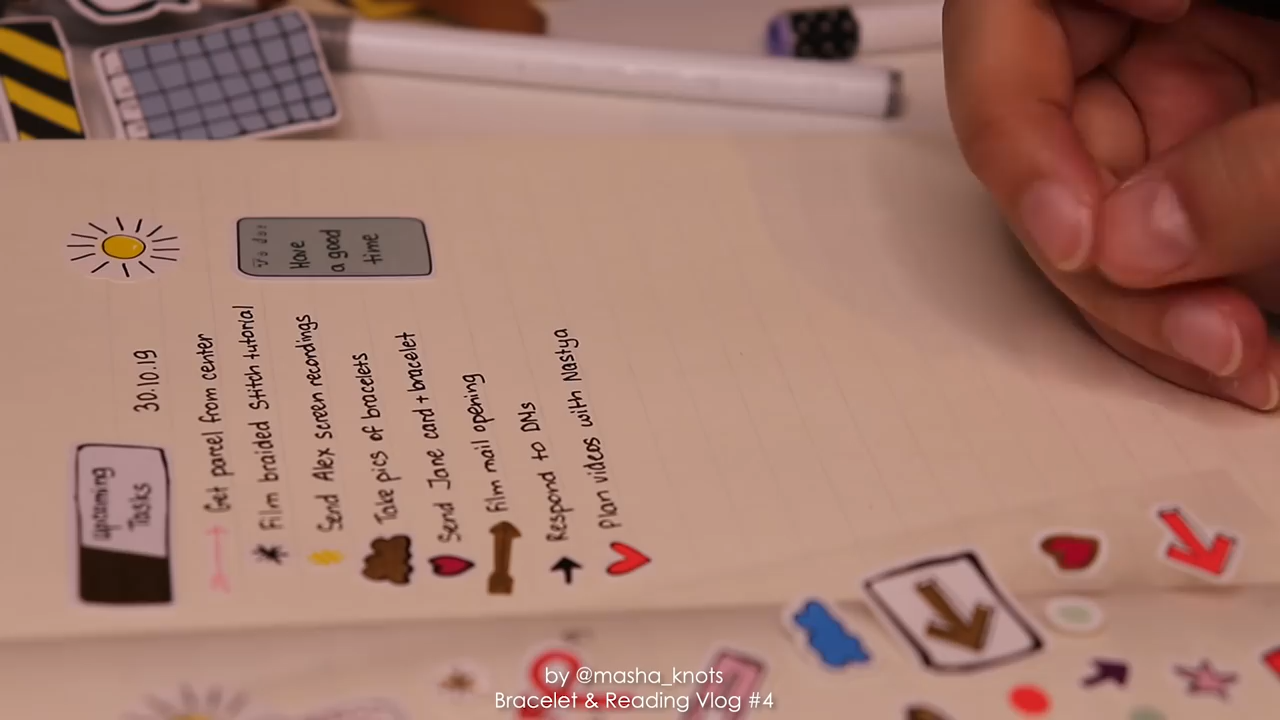 Upcoming
Tasks
30.10.19
Get parcel from center
Film braided stitch tutorial
Send Alex screen recordings
Take pics of bracelets
Send Jane card + bracelet
Film mail opening
Respond to DMs
Plan videos with Nastya
Have
a good
time
by @masha_knots
Bracelet & Reading Vlog #4